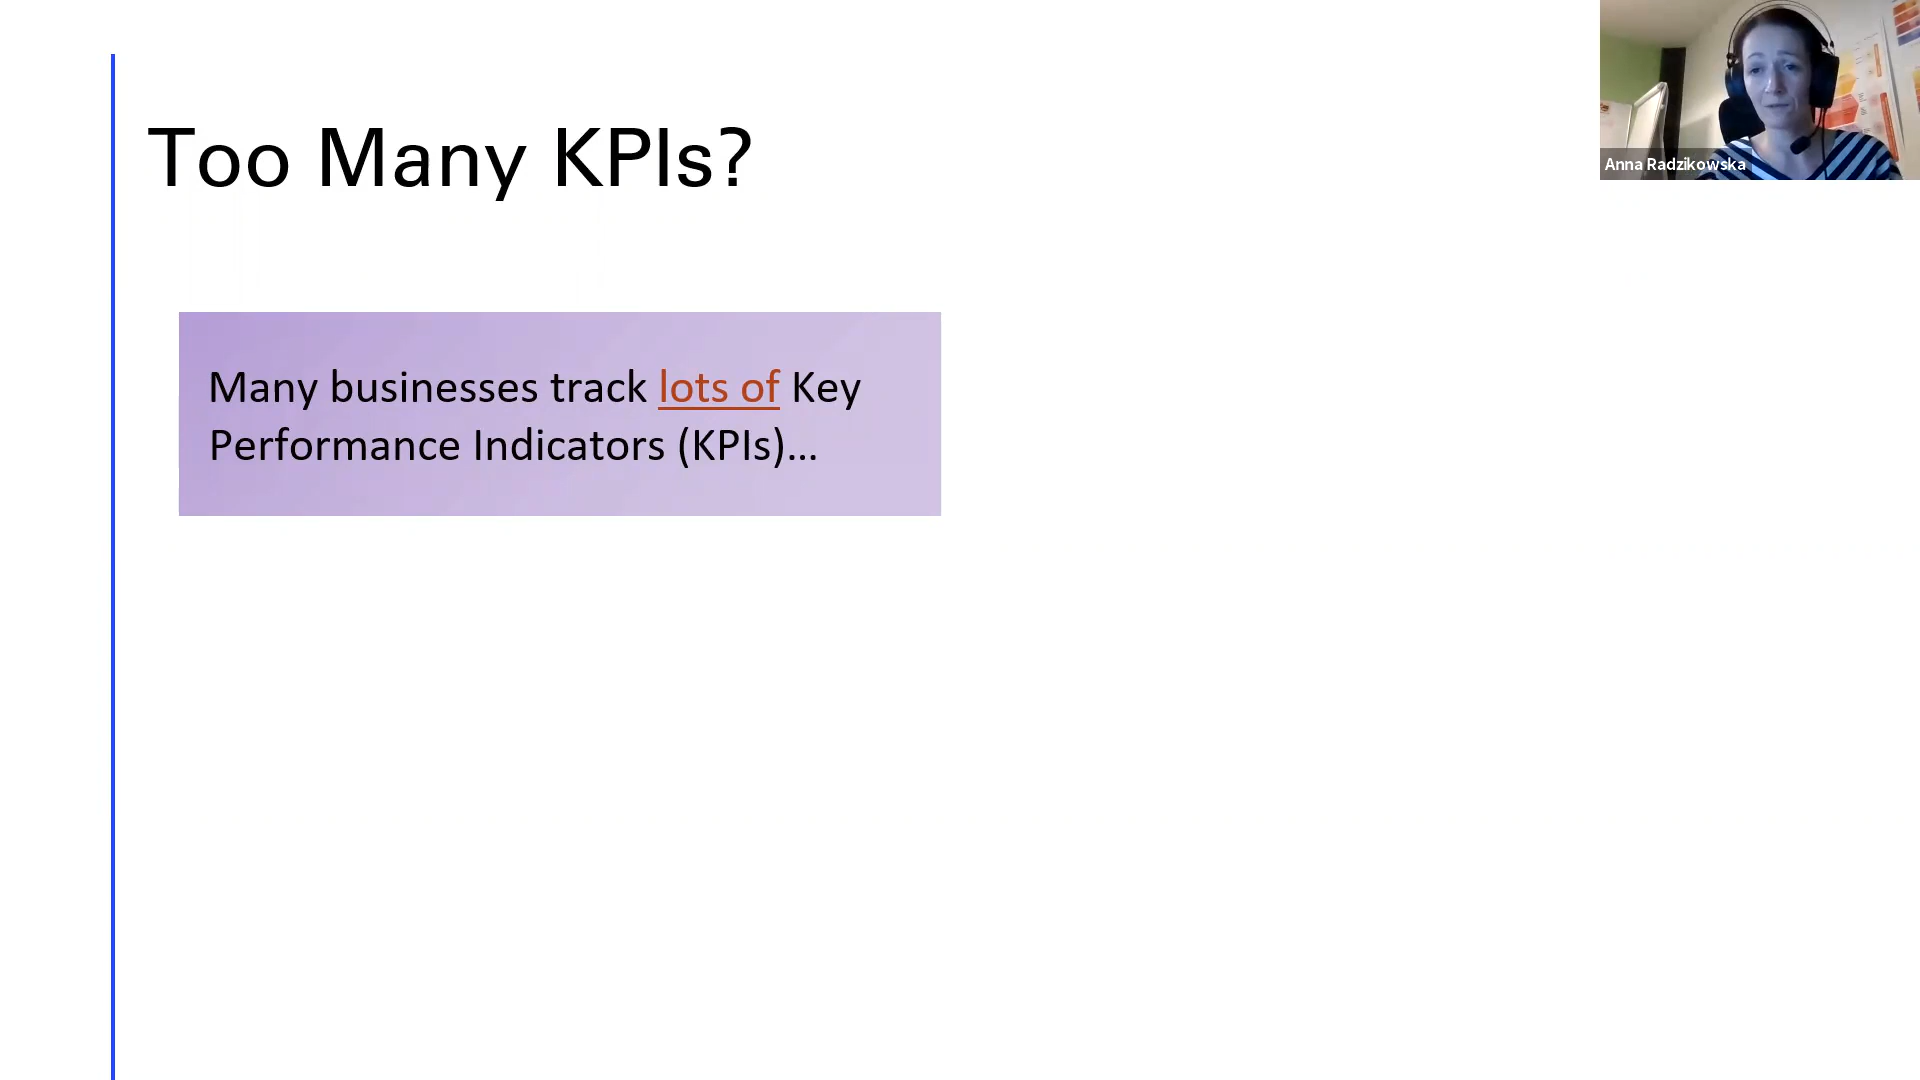 Too Many KPIs?
Many businesses track lots of Key
Performance Indicators (KPIs)...
Anna Radzikowska